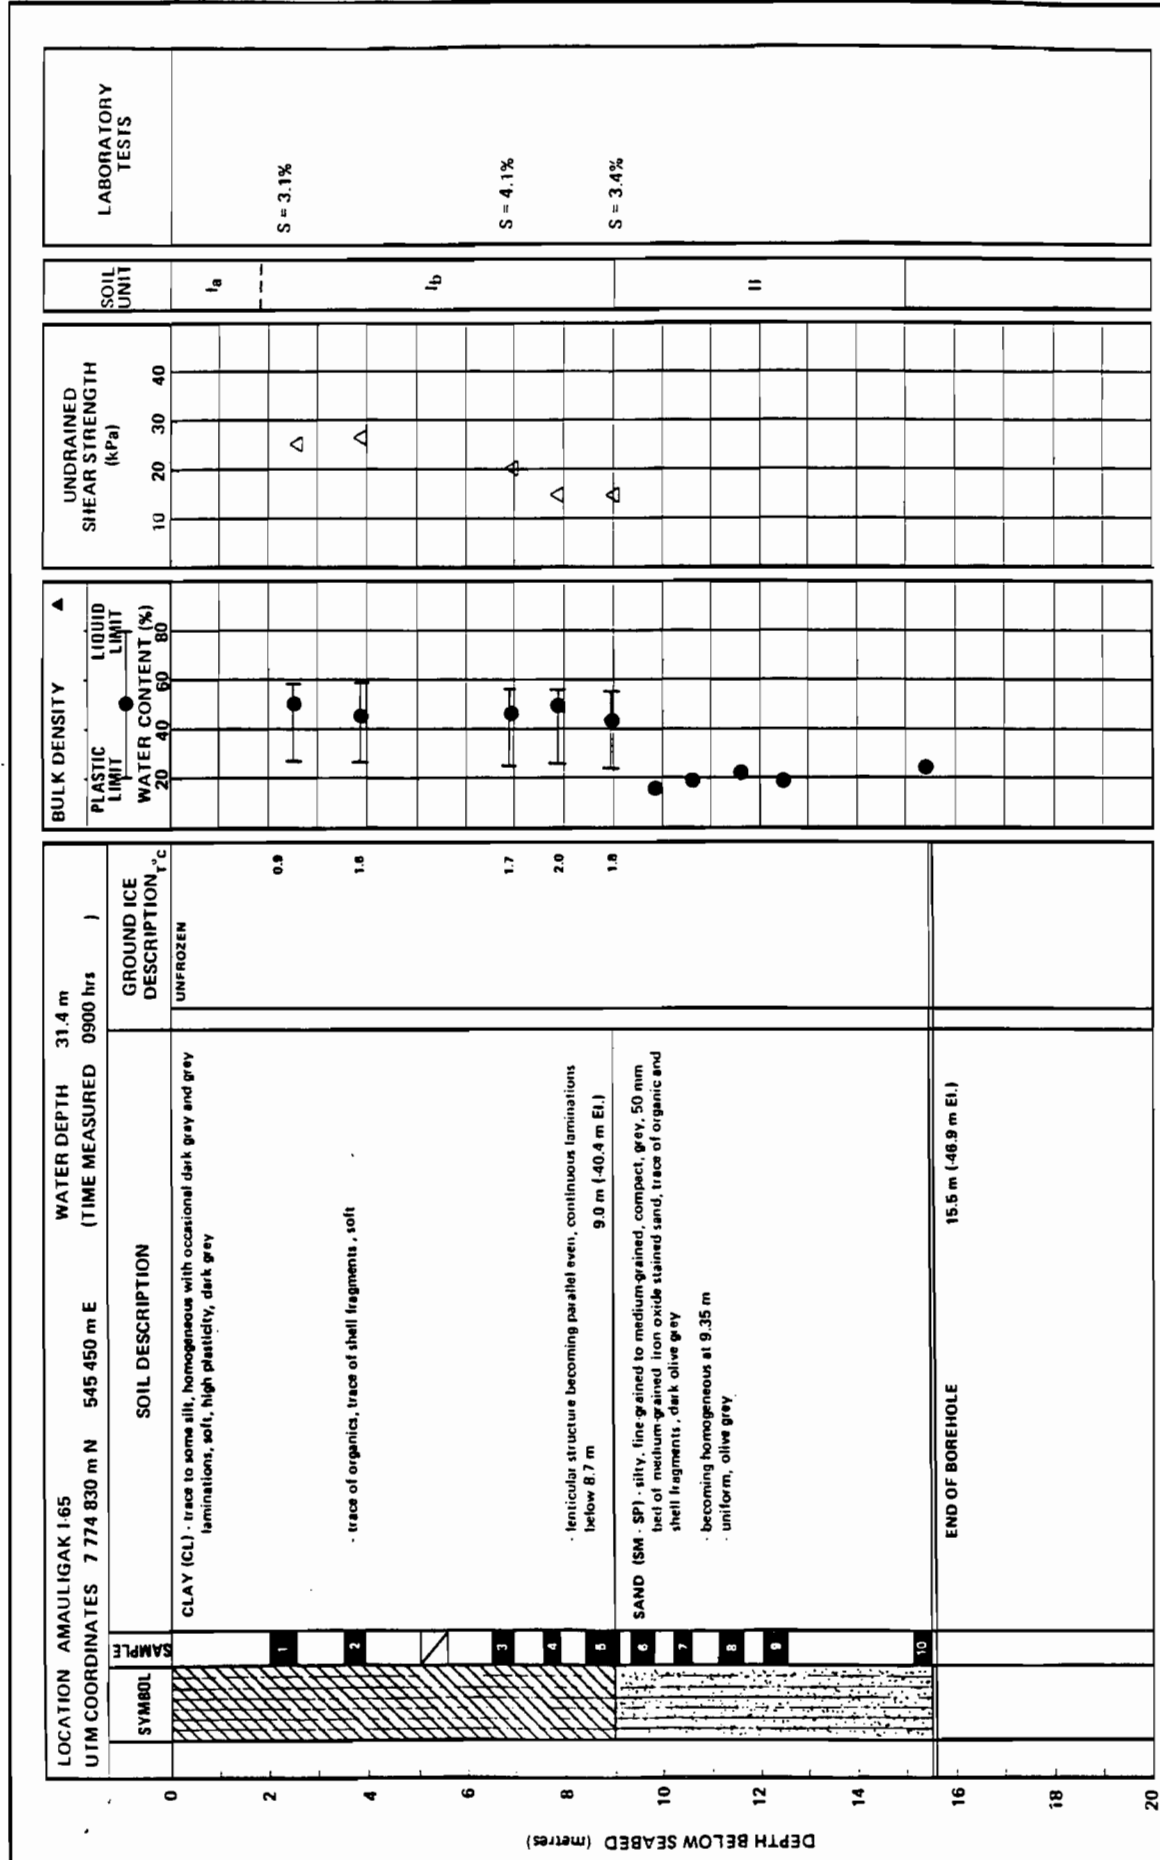 LOCATION AMAULIGAK I-65 WATER DEPTH 31.4 m
UTM COORDINATES 7 774 830 m N 545 450 m E (TIME MEASURED 0900 hrs )
SYMBOL
SAMPLE
SOIL DESCRIPTION
GROUND ICE
DESCRIPTION T°C
BULK DENSITY ▲
PLASTIC LIMIT
LIQUID LIMIT
WATER CONTENT (%)
20 40 60 80
UNDRAINED
SHEAR STRENGTH
(kPa)
10 20 30 40
SOIL
UNIT
LABORATORY
TESTS
DEPTH BELOW SEABED (metres)
0
2
4
6
8
10
12
14
16
18
20
1
2
3
4
5
6
7
8
9
10
CLAY (CL) - trace to some silt, homogeneous with occasional dark gray and grey
laminations, soft, high plasticity, dark grey
- trace of organics, trace of shell fragments, soft
- lenticular structure becoming parallel even, continuous laminations
below 8.7 m
9.0 m (-40.4 m El.)
SAND (SM - SP) - silty, fine-grained to medium-grained, compact, grey, 50 mm
bed of medium-grained iron oxide stained sand, trace of organic and
shell fragments, dark olive grey
- becoming homogeneous at 9.35 m
- uniform, olive grey
END OF BOREHOLE
15.5 m (-46.9 m El.)
UNFROZEN
0.9
1.6
1.7
2.0
1.8
Ia
Ib
II
S = 3.1%
S = 4.1%
S = 3.4%